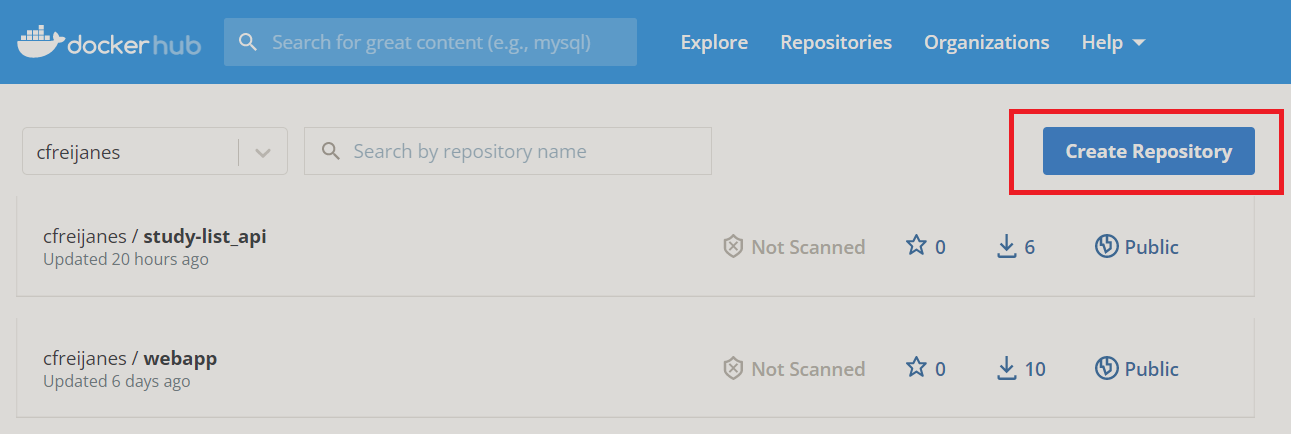 docker hub
Search for great content (e.g., mysql)
Explore
Repositories
Organizations
Help
cfreijanes
Search by repository name
Create Repository
cfreijanes / study-list_api
Updated 20 hours ago
Not Scanned
0
6
Public
cfreijanes / webapp
Updated 6 days ago
Not Scanned
0
10
Public